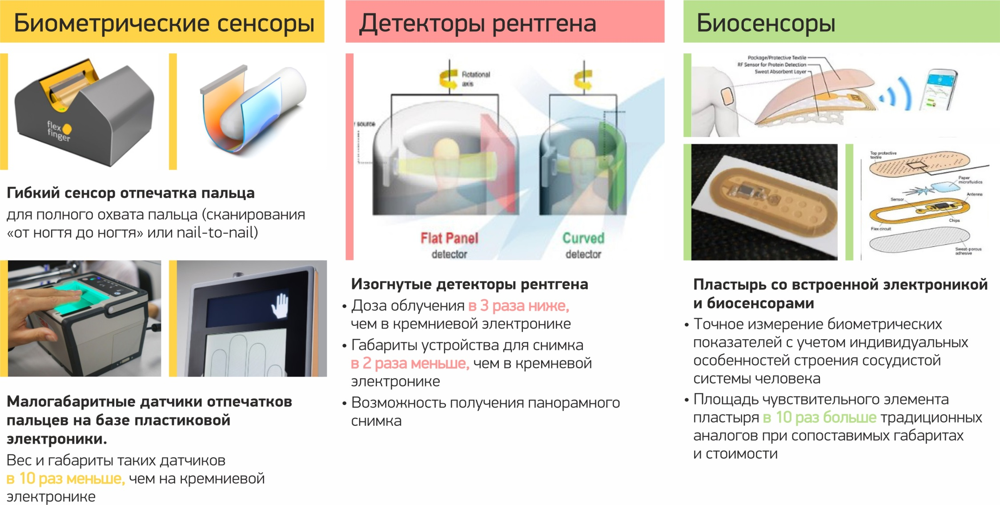 Биометрические сенсоры
flex
finger
Гибкий сенсор отпечатка пальца
для полного охвата пальца (сканирования
«от ногтя до ногтя» или nail-to-nail)
Малогабаритные датчики отпечатков
пальцев на базе пластиковой
электроники.
Вес и габариты таких датчиков
в 10 раз меньше, чем на кремниевой
электронике
Детекторы рентгена
Rotational
axis
source
Flat Panel
detector
Curved
detector
Изогнутые детекторы рентгена
• Доза облучения в 3 раза ниже,
чем в кремниевой электронике
• Габариты устройства для снимка
в 2 раза меньше, чем в кремневой
электронике
• Возможность получения панорамного
снимка
Биосенсоры
Package/Protective Textile
RF Sensor for Protein Detection
Sweat Absorbent Layer
Top protective
textile
Paper
microfluidics
Antenna
Sensor
Chips
Flex circuit
Sweat-porous
adhesive
Пластырь со встроенной электроникой
и биосенсорами
• Точное измерение биометрических
показателей с учетом индивидуальных
особенностей строения сосудистой
системы человека
• Площадь чувствительного элемента
пластыря в 10 раз больше традиционных
аналогов при сопоставимых габаритах
и стоимости